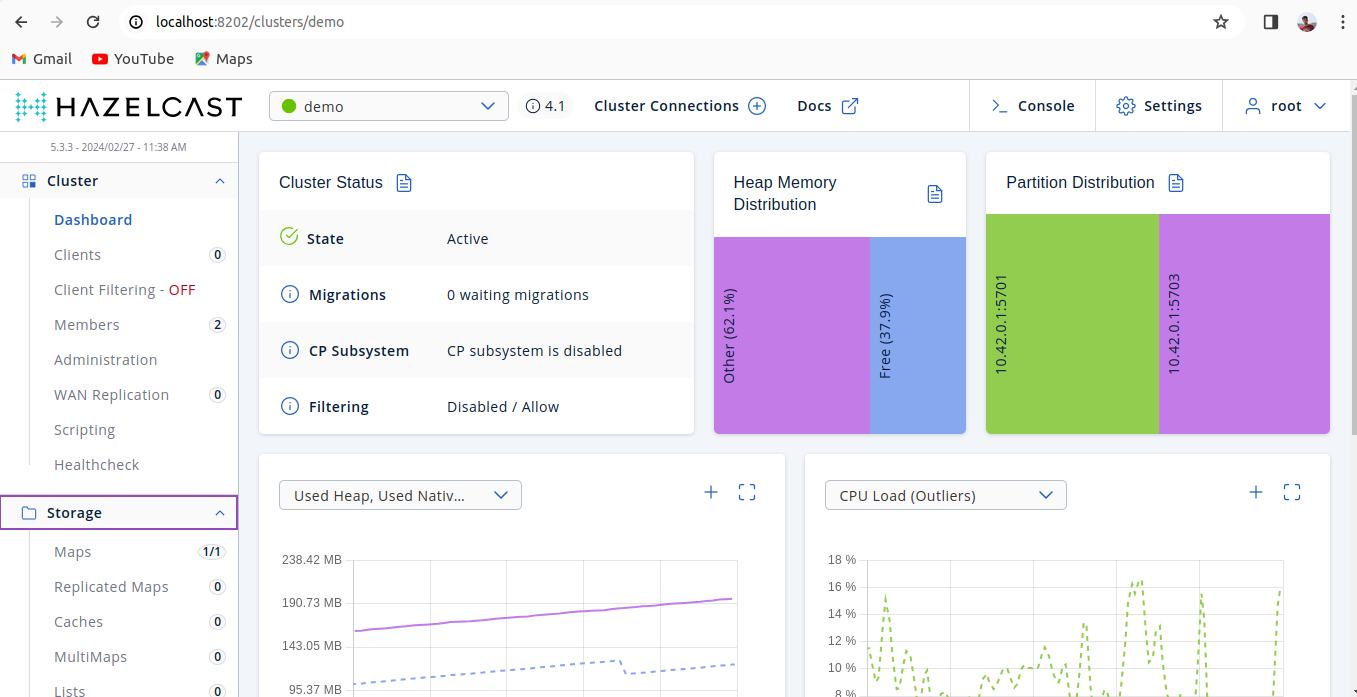 localhost:8202/clusters/demo
Gmail YouTube Maps
HAZELCAST demo 4.1 Cluster Connections Docs Console Settings root
5.3.3 - 2024/02/27 - 11:38 AM
Cluster
Dashboard
Clients 0
Client Filtering - OFF
Members 2
Administration
WAN Replication 0
Scripting
Healthcheck
Storage
Maps 1/1
Replicated Maps 0
Caches 0
MultiMaps 0
Lists 0
Cluster Status
State Active
Migrations 0 waiting migrations
CP Subsystem CP subsystem is disabled
Filtering Disabled / Allow
Heap Memory
Distribution
Other (62.1%)
Free (37.9%)
Partition Distribution
10.42.0.1:5701
10.42.0.1:5703
Used Heap, Used Nativ...
238.42 MB
190.73 MB
143.05 MB
95.37 MB
CPU Load (Outliers)
18 %
16 %
14 %
12 %
10 %
8 %